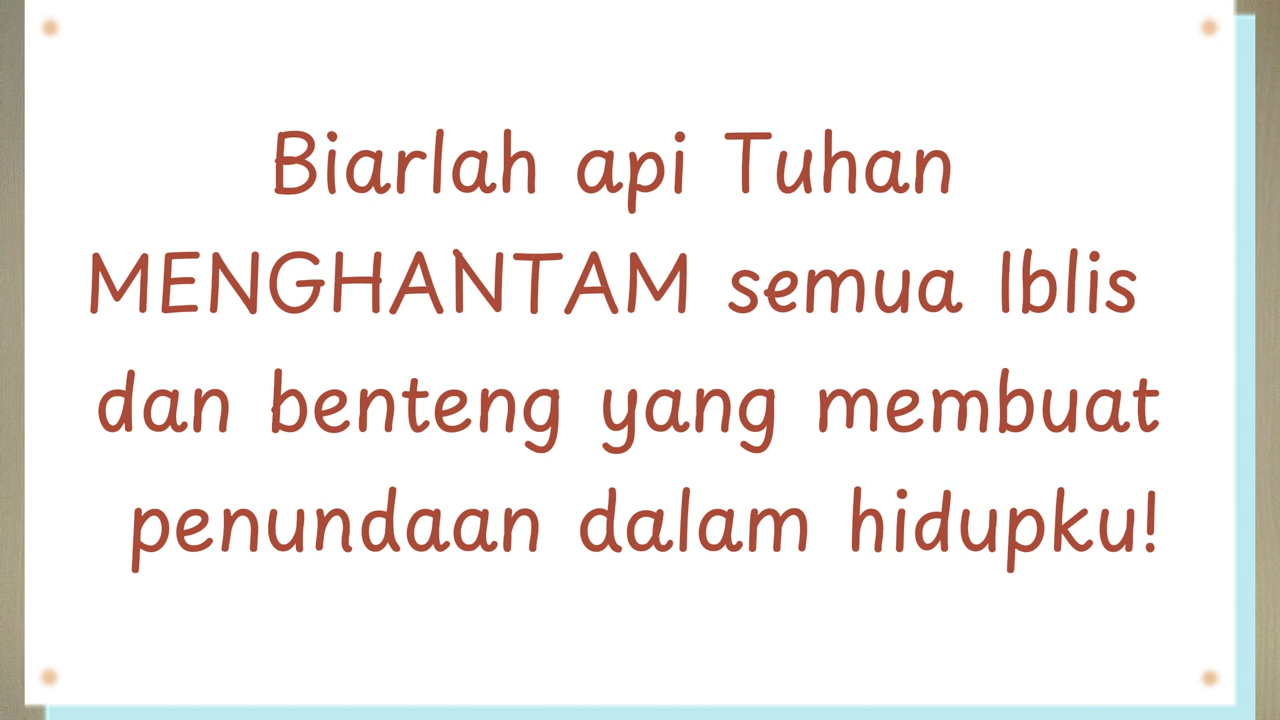 Biarlah api Tuhan
MENGHANTAM semua Iblis
dan benteng yang membuat
penundaan dalam hidupku!